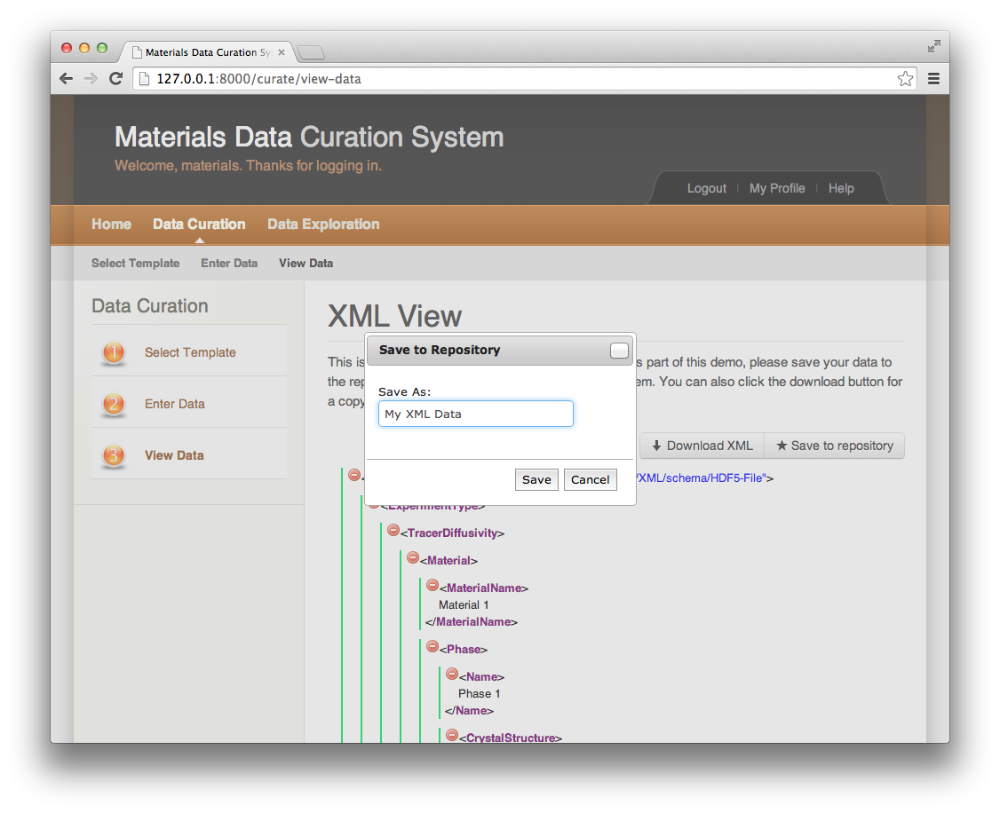 Materials Data Curation Sy
127.0.0.1:8000/curate/view-data
Materials Data Curation System
Welcome, materials. Thanks for logging in.
Logout | My Profile | Help
Home Data Curation Data Exploration
Select Template Enter Data View Data
Data Curation
1 Select Template
2 Enter Data
3 View Data
XML View
This is
s part of this demo, please save your data to
the rep
em. You can also click the download button for
a copy
Save to Repository
Save As:
My XML Data
Save Cancel
Download XML Save to repository
< /XML/schema/HDF5-File">
<ExperimentType>
<TracerDiffusivity>
<Material>
<MaterialName>
Material 1
</MaterialName>
<Phase>
<Name>
Phase 1
</Name>
<CrystalStructure>